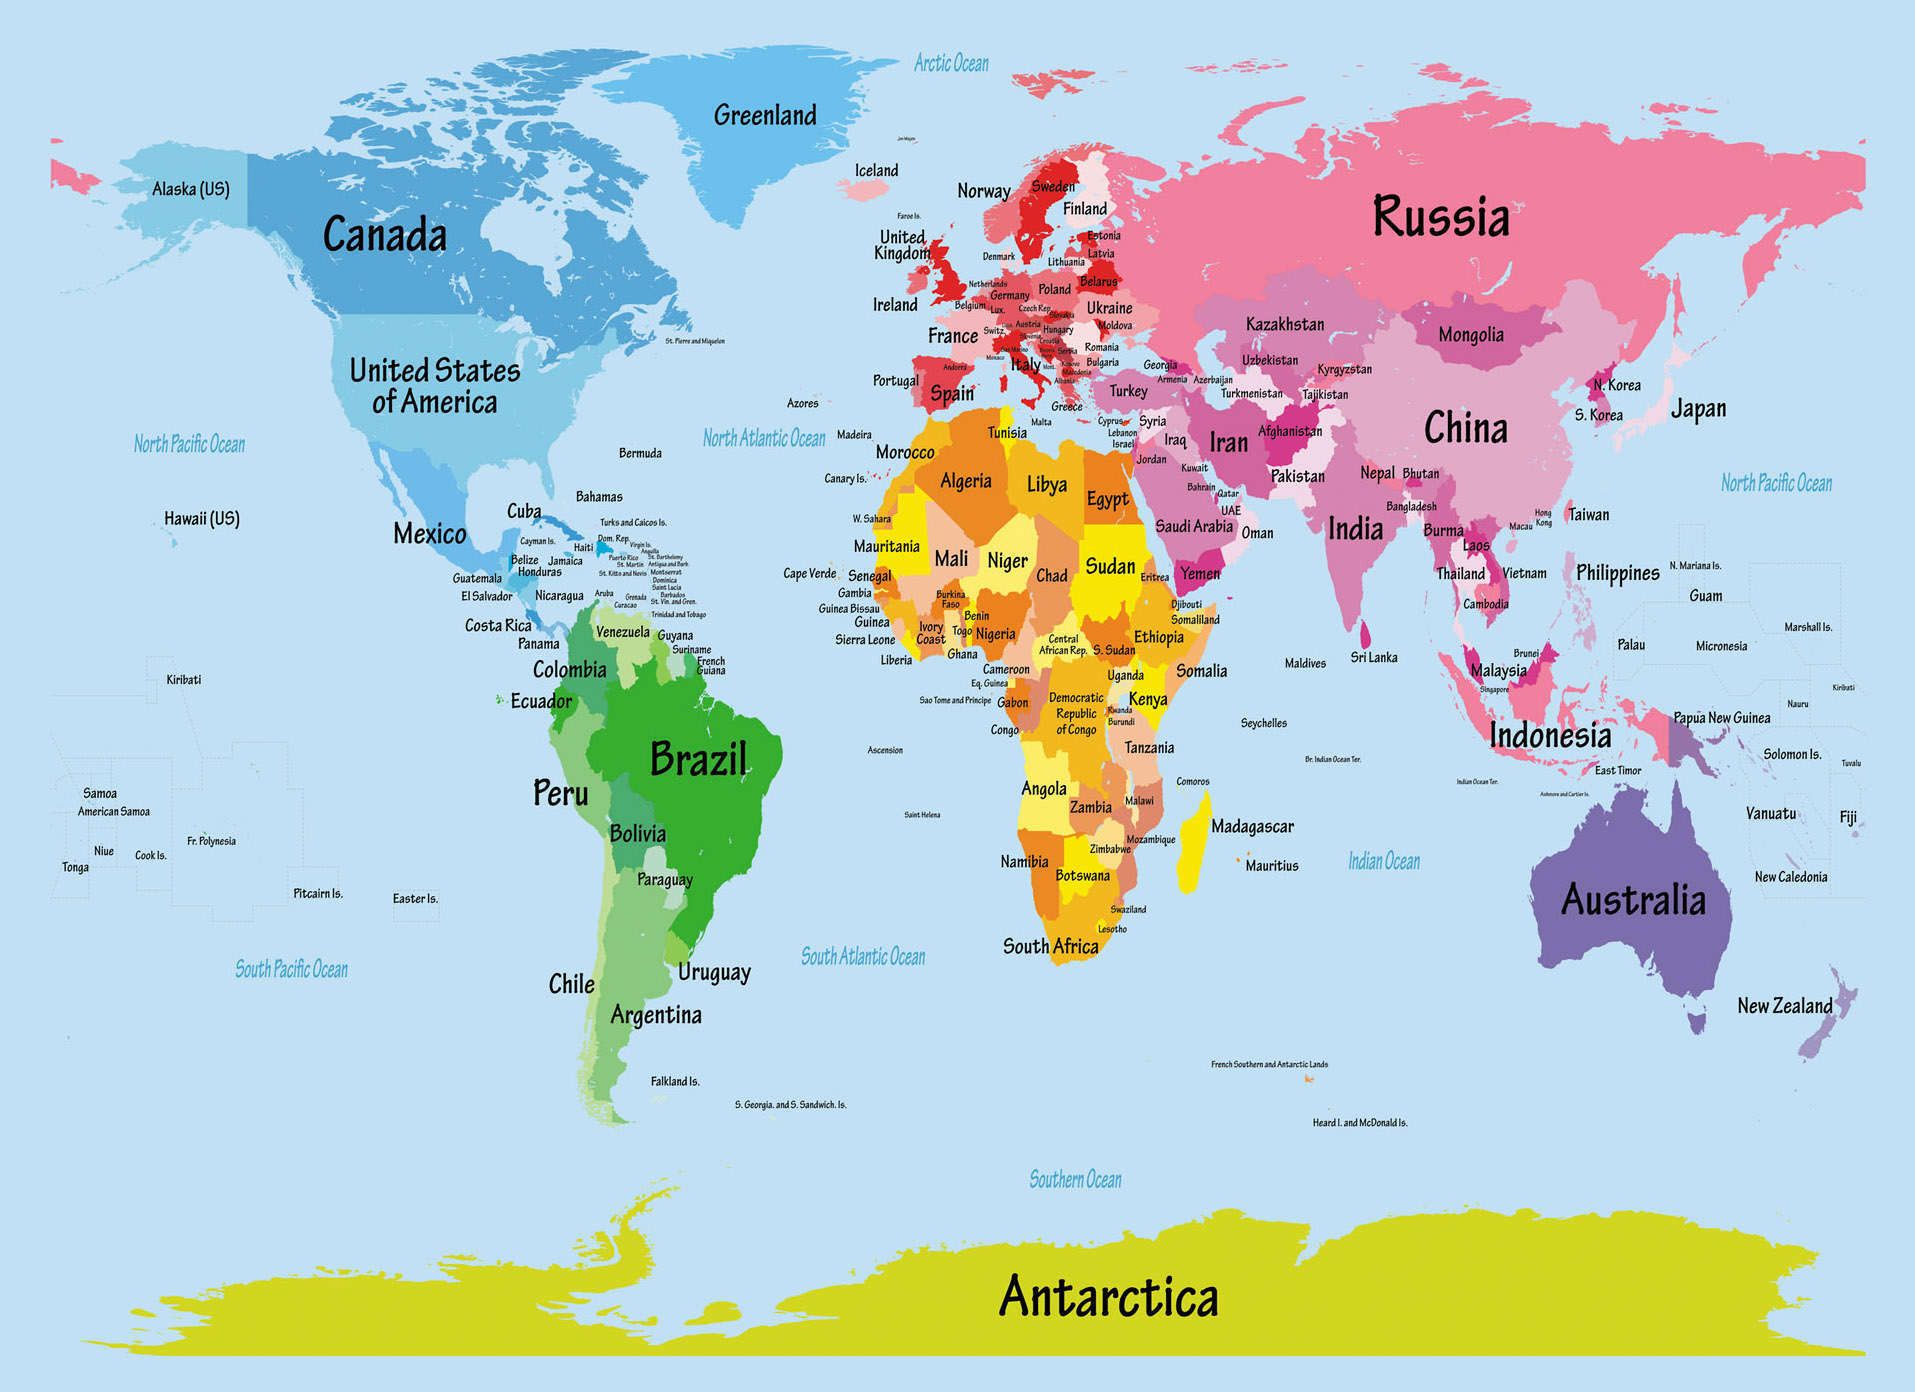 Arctic Ocean
Greenland
Jan Mayen
Iceland
Alaska (US)
Canada
Norway
Sweden
Finland
Russia
Faroe Is.
United
Kingdom
Estonia
Latvia
Denmark
Lithuania
Ireland
Netherlands
Belarus
Germany
Poland
Belgium
Lux.
Czech Rep.
Slovakia
Ukraine
France
Switz.
Austria
Hungary
Moldova
Croatia
San Marino
Serbia
Romania
Monaco
Italy
Mont.
Kosovo
Bulgaria
Macedonia
Albania
Andorra
Portugal
Spain
Greece
St. Pierre and Miquelon
United States
of America
Kazakhstan
Mongolia
Uzbekistan
Georgia
Kyrgyzstan
Armenia
Azerbaijan
Turkey
Turkmenistan
Tajikistan
N. Korea
S. Korea
Japan
China
Azores
North Pacific Ocean
North Atlantic Ocean
Madeira
Malta
Cyprus
Syria
Lebanon
Israel
Iraq
Iran
Afghanistan
Tunisia
Morocco
Bermuda
Jordan
Kuwait
Pakistan
Nepal
Bhutan
North Pacific Ocean
Canary Is.
Algeria
Libya
Egypt
Bahrain
Qatar
UAE
Bangladesh
Bahamas
Hawaii (US)
Cuba
Mexico
Turks and Caicos Is.
W. Sahara
Saudi Arabia
Oman
India
Burma
Macau
Hong
Kong
Taiwan
Cayman Is.
Haiti
Dom. Rep.
Virgin Is.
Anguilla
Belize
Jamaica
Puerto Rico
St. Barthelemy
St. Martin
Antigua and Barb.
Honduras
St. Kitto and Nevis
Montserrat
Guatemala
Dominica
Saint Lucia
El Salvador
Nicaragua
Aruba
Grenada
Barbados
St. Vin. and Gren.
Curacao
Trinidad and Tobago
Mauritania
Mali
Niger
Chad
Sudan
Eritrea
Yemen
Laos
Thailand
Vietnam
Philippines
Cambodia
N. Mariana Is.
Guam
Cape Verde
Senegal
Gambia
Guinea Bissau
Guinea
Sierra Leone
Liberia
Burkina
Faso
Benin
Ivory
Coast
Togo
Nigeria
Ghana
Central
African Rep.
S. Sudan
Djibouti
Somaliland
Ethiopia
Costa Rica
Panama
Venezuela
Guyana
Suriname
French
Guiana
Colombia
Ecuador
Kiribati
Cameroon
Eq. Guinea
Sao Tome and Principe
Gabon
Congo
Democratic
Republic
of Congo
Uganda
Kenya
Rwanda
Burundi
Somalia
Maldives
Sri Lanka
Brunei
Malaysia
Singapore
Palau
Micronesia
Marshall Is.
Kiribati
Nauru
Seychelles
Indonesia
Papua New Guinea
Solomon Is.
Tuvalu
Brazil
Peru
Ascension
Tanzania
Br. Indian Ocean Ter.
Indian Ocean Ter.
East Timor
Ashmore and Cartier Is.
Comoros
Samoa
American Samoa
Angola
Zambia
Malawi
Saint Helena
Madagascar
Vanuatu
Fiji
Bolivia
Mozambique
Zimbabwe
Niue
Tonga
Cook Is.
Fr. Polynesia
Namibia
Botswana
Mauritius
Indian Ocean
New Caledonia
Paraguay
Pitcairn Is.
Easter Is.
Australia
Swaziland
Lesotho
South Africa
South Pacific Ocean
South Atlantic Ocean
Chile
Uruguay
Argentina
New Zealand
French Southern and Antarctic Lands
Falkland Is.
S. Georgia. and S. Sandwich. Is.
Heard I. and McDonald Is.
Southern Ocean
Antarctica